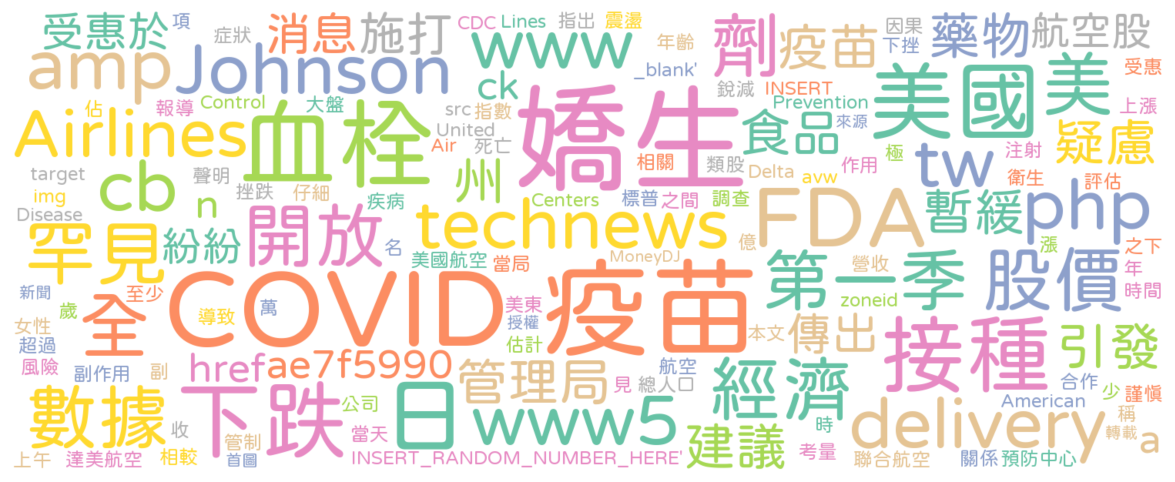 受惠於 項 症狀 消息 施打 CDC Lines 指出 震盪 年齡 劑 疫苗 因果 下挫 藥物 航空股
amp Johnson www ck _blank' 銳減 INSERT 受惠
佔 報導 Control 大盤 src 指數 Prevention 來源 美國 美 上漲
Airlines 血栓 United Air 死亡 嬌生 相關 類股 食品 作用 極 tw 注射 疑慮
target 聲明 挫跌 仔細 州 Delta avw 衛生 評估
img cb n 疾病 Centers 標普 之間 調查 FDA 暫緩 php
Disease 罕見 紛紛 開放 名 technews 億 漲 之下
美國航空 當局 MoneyDJ 營收 第一季 股價 年 時間
新聞 至少 全 COVID 疫苗 美東 授權 zoneid
歲 導致 萬 估計 本文 傳出 接種 引發
女性 超過 風險 副作用 副 href ae7f5990 管理局 見 航空 總人口 經濟 合作 少 謹慎
數據 收 下跌 公司 日 www5 American delivery 稱
管制 當天 建議 時 轉載 a
上午 達美航空 相較 首圖 INSERT_RANDOM_NUMBER_HERE' 考量 聯合航空 關係 預防中心